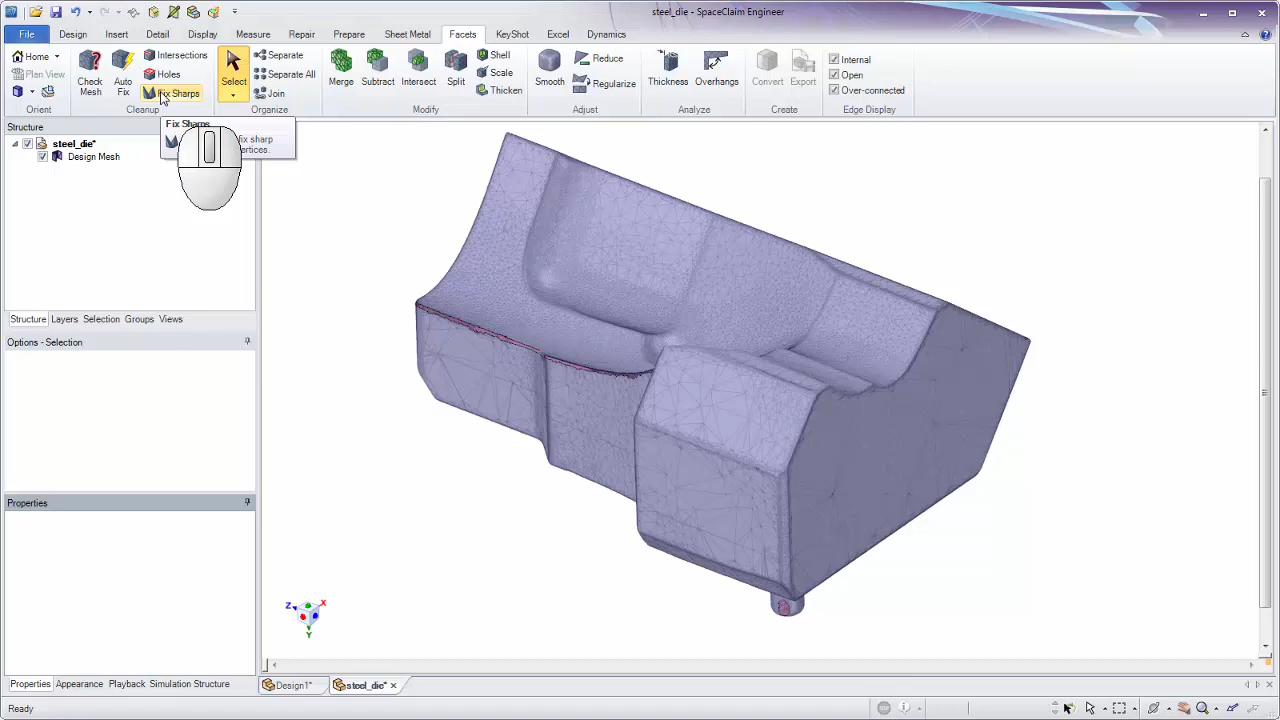 steel_die - SpaceClaim Engineer
File Design Insert Detail Display Measure Prepare Repair Sheet Metal Facets KeyShot Excel Dynamics
Home
Plan View
Orient
Check Mesh
Auto Fix
Intersections
Holes
Fix Sharps
Cleanup
Select
Separate
Separate All
Join
Organize
Merge
Subtract
Intersect
Split
Shell
Scale
Thicken
Modify
Smooth
Reduce
Regularize
Adjust
Thickness
Overhangs
Analyze
Convert
Export
Create
Internal
Open
Over-connected
Edge Display
Structure
steel_die*
Design Mesh
Fix Sharps
fix sharp
Structure Layers Selection Groups Views
Options - Selection
Properties
Z X
Y
Properties Appearance Playback Simulation Structure
Design1* steel_die*
Ready